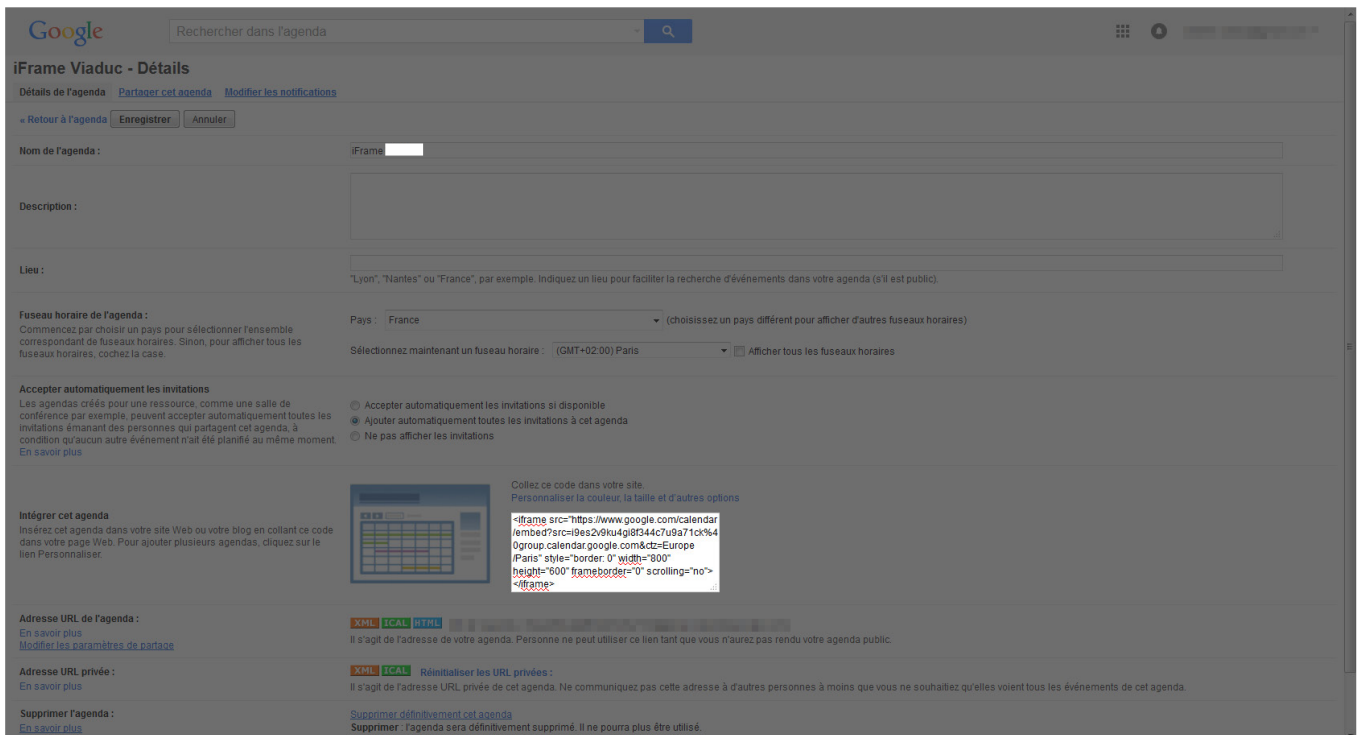 Google
Rechercher dans l'agenda
iFrame Viaduc - Détails
Détails de l'agenda Partager cet agenda Modifier les notifications
« Retour à l'agenda Enregistrer Annuler
Nom de l'agenda : iFrame
Description :
Lieu :
"Lyon", "Nantes" ou "France", par exemple. Indiquez un lieu pour faciliter la recherche d'événements dans votre agenda (s'il est public).
Fuseau horaire de l'agenda :
Commencez par choisir un pays pour sélectionner l'ensemble
correspondant de fuseaux horaires. Sinon, pour afficher tous les
fuseaux horaires, cochez la case.
Pays : France (choisissez un pays différent pour afficher d'autres fuseaux horaires)
Sélectionnez maintenant un fuseau horaire : (GMT+02:00) Paris Afficher tous les fuseaux horaires
Accepter automatiquement les invitations
Les agendas créés pour une ressource, comme une salle de
conférence par exemple, peuvent accepter automatiquement toutes les
invitations émanant des personnes qui partagent cet agenda, à
condition qu'aucun autre événement n'ait été planifié au même moment.
En savoir plus
Accepter automatiquement les invitations si disponible
Ajouter automatiquement toutes les invitations à cet agenda
Ne pas afficher les invitations
Intégrer cet agenda
Insérez cet agenda dans votre site Web ou votre blog en collant ce code
dans votre page Web. Pour ajouter plusieurs agendas, cliquez sur le
lien Personnaliser.
Collez ce code dans votre site.
Personnaliser la couleur, la taille et d'autres options
<iframe src="https://www.google.com/calendar
/embed?src=i9es2v9ku4gi8f344c7u9a71ck%4
0group.calendar.google.com&ctz=Europe
/Paris" style="border: 0" width="800"
height="600" frameborder="0" scrolling="no">
</iframe>
Adresse URL de l'agenda :
En savoir plus
Modifier les paramètres de partage
XML ICAL HTML
Il s'agit de l'adresse de votre agenda. Personne ne peut utiliser ce lien tant que vous n'aurez pas rendu votre agenda public.
Adresse URL privée :
En savoir plus
XML ICAL Réinitialiser les URL privées :
Il s'agit de l'adresse URL privée de cet agenda. Ne communiquez pas cette adresse à d'autres personnes à moins que vous ne souhaitiez qu'elles voient tous les événements de cet agenda.
Supprimer l'agenda :
En savoir plus
Supprimer définitivement cet agenda
Supprimer : l'agenda sera définitivement supprimé. Il ne pourra plus être utilisé.